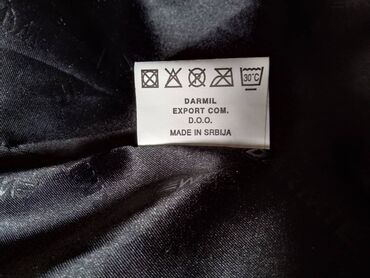 30°C
DARMIL
EXPORT COM.
D.O.O.
MADE IN SRBIJA